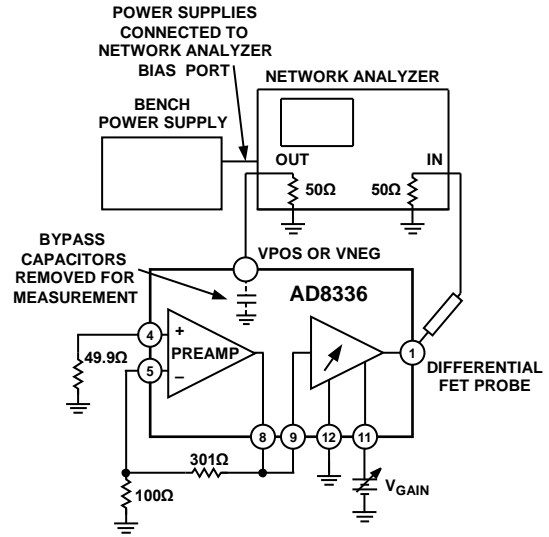 POWER SUPPLIES
CONNECTED TO
NETWORK ANALYZER
BIAS PORT
NETWORK ANALYZER
BENCH
POWER SUPPLY
OUT
IN
50Ω
50Ω
BYPASS
CAPACITORS
REMOVED FOR
MEASUREMENT
VPOS OR VNEG
AD8336
4
+
PREAMP
49.9Ω
5
–
1
DIFFERENTIAL
FET PROBE
8
9
12
11
301Ω
100Ω
VGAIN